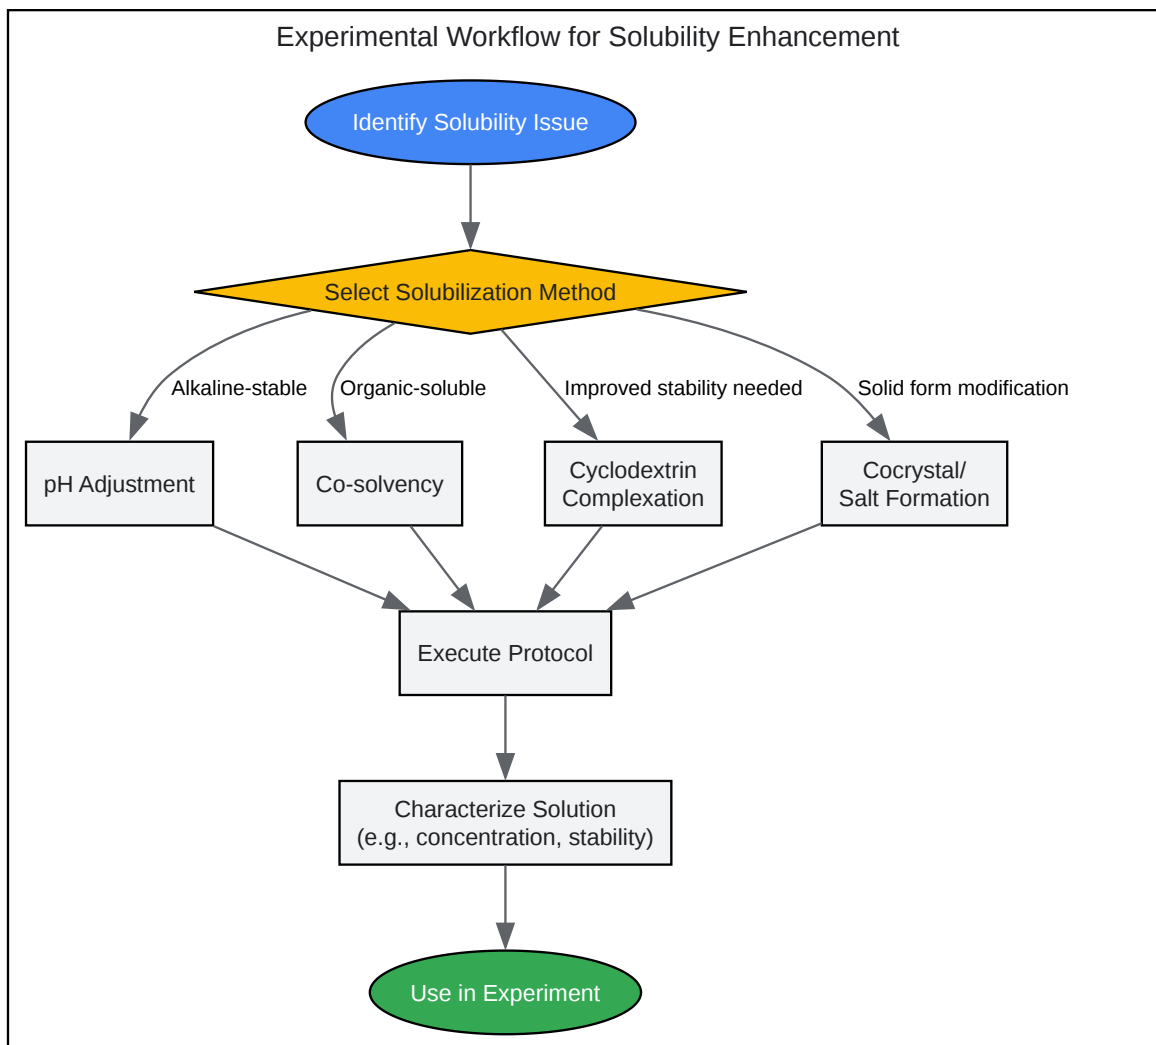 Experimental Workflow for Solubility Enhancement
Identify Solubility Issue
Select Solubilization Method
Alkaline-stable
Organic-soluble
Improved stability needed
Solid form modification
pH Adjustment
Co-solvency
Cyclodextrin
Complexation
Cocrystal/
Salt Formation
Execute Protocol
Characterize Solution
(e.g., concentration, stability)
Use in Experiment